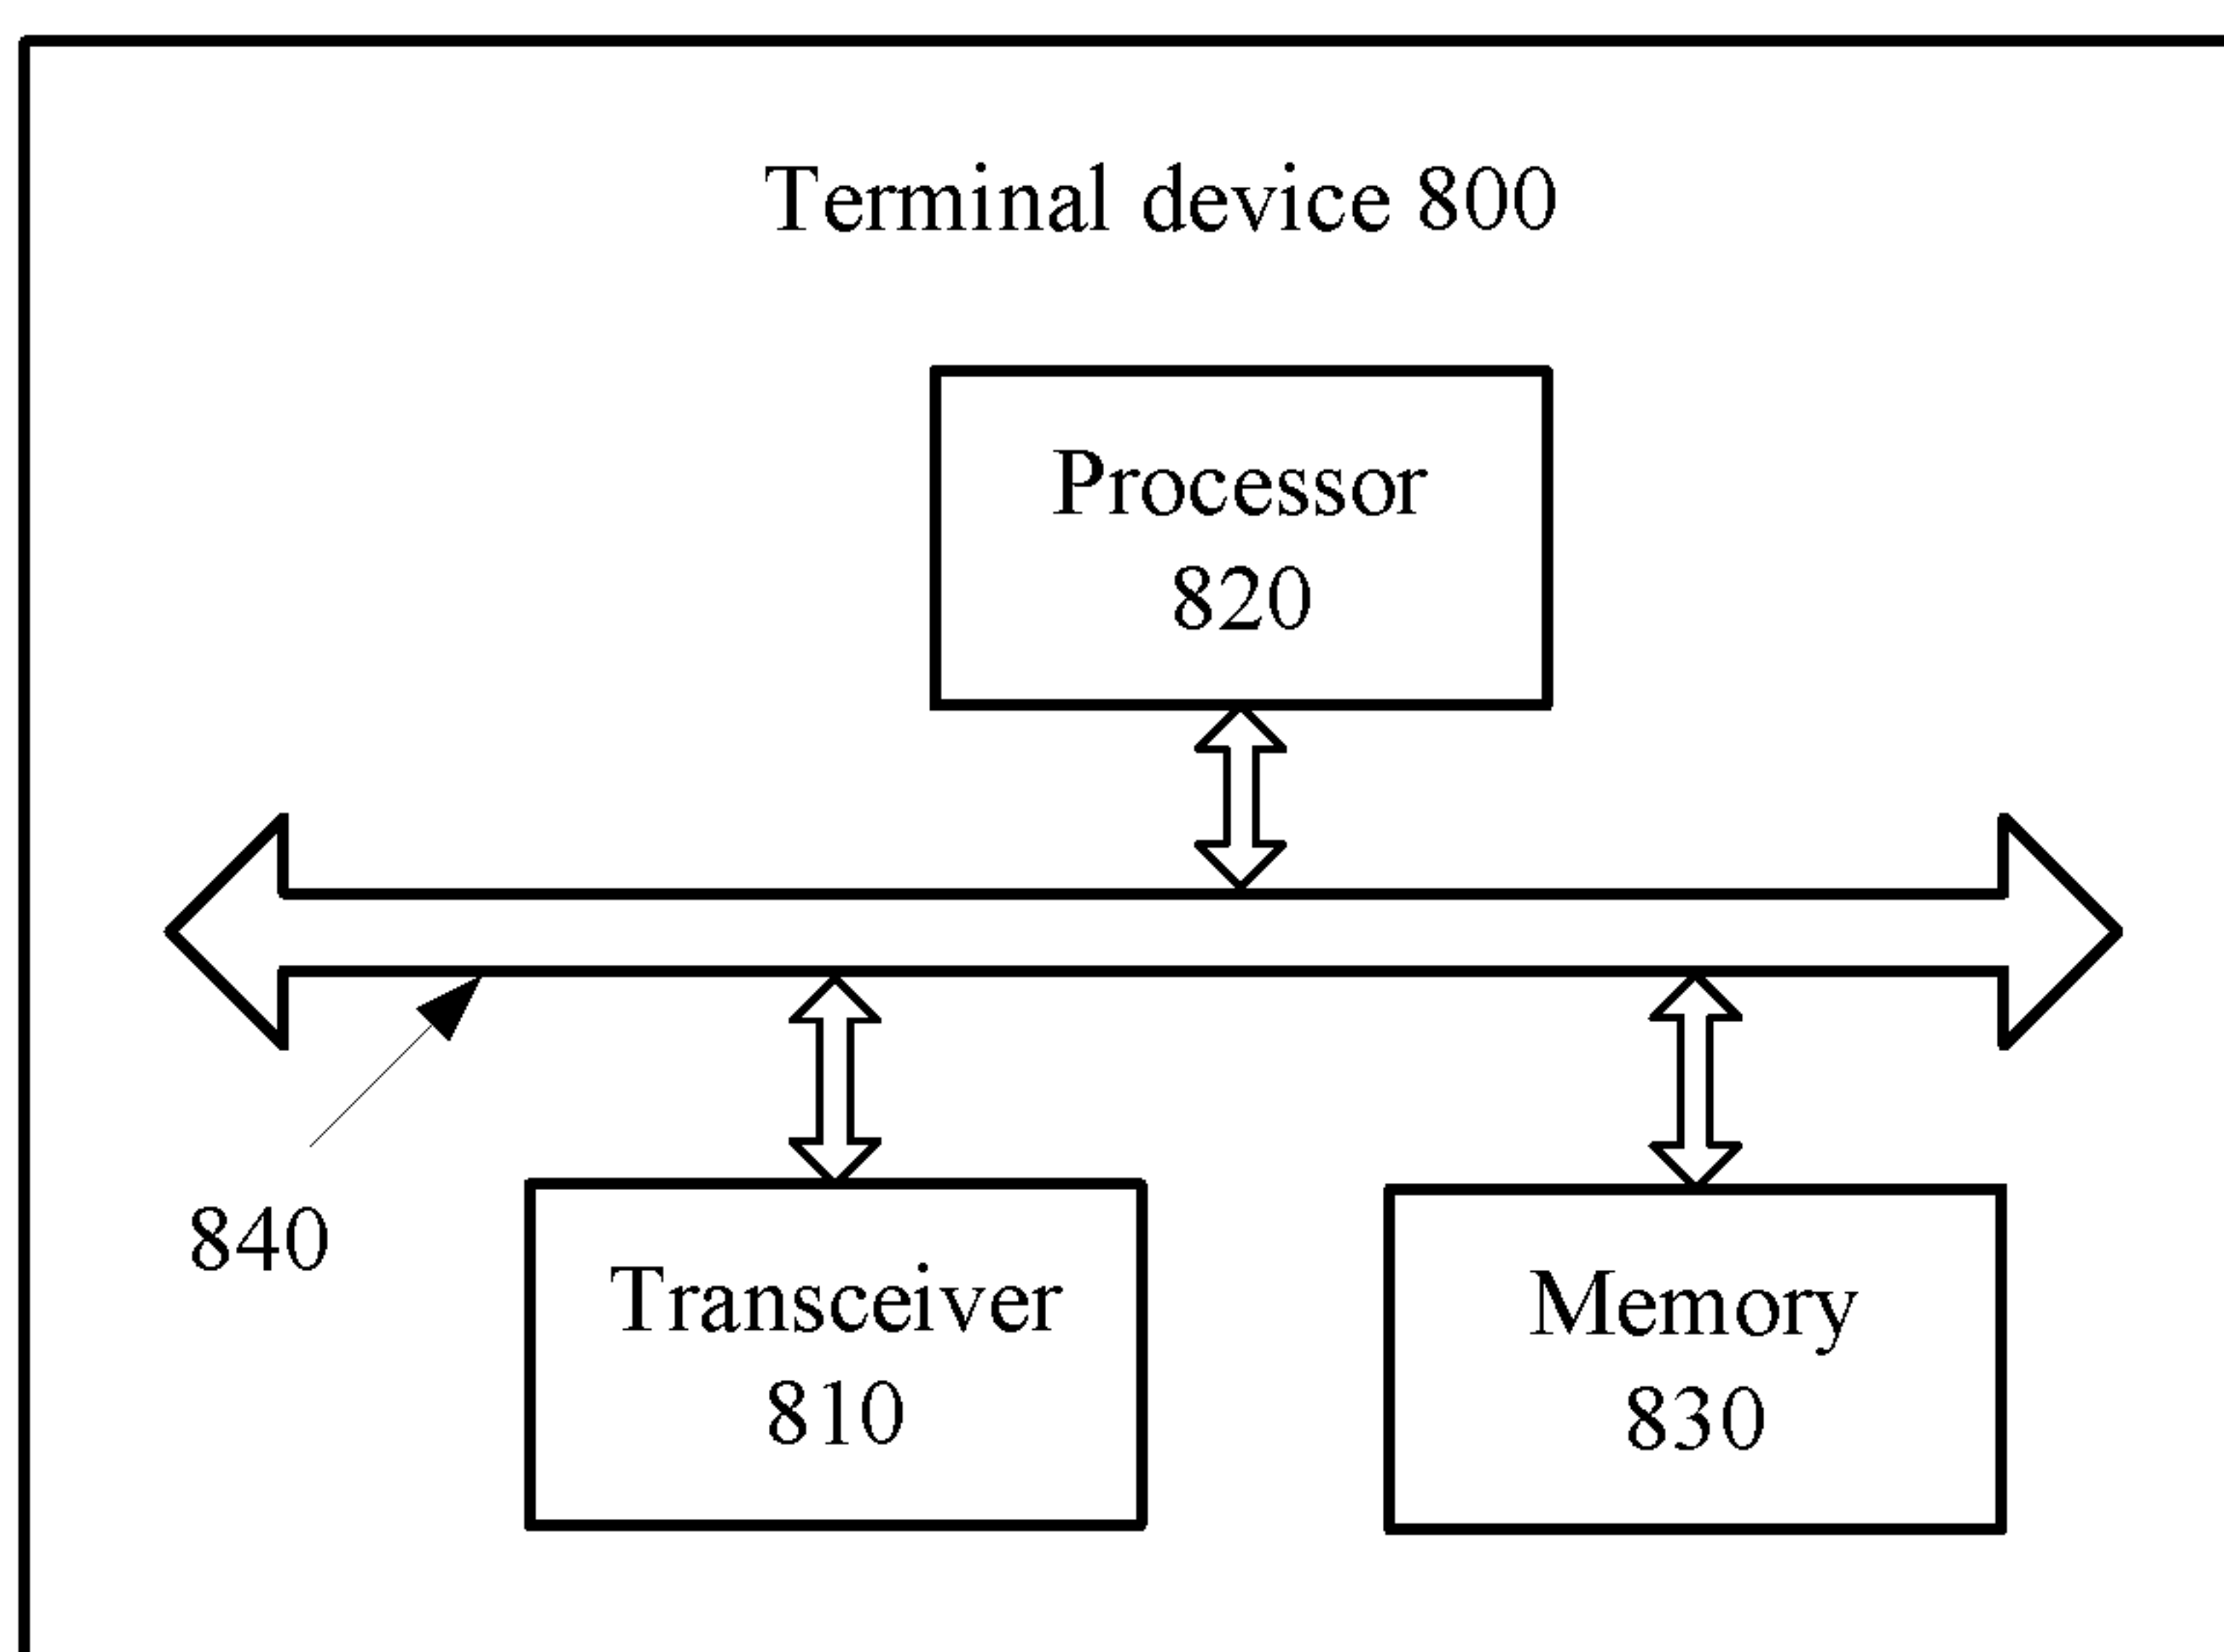 Terminal device 800
Processor
820
840
Transceiver
810
Memory
830